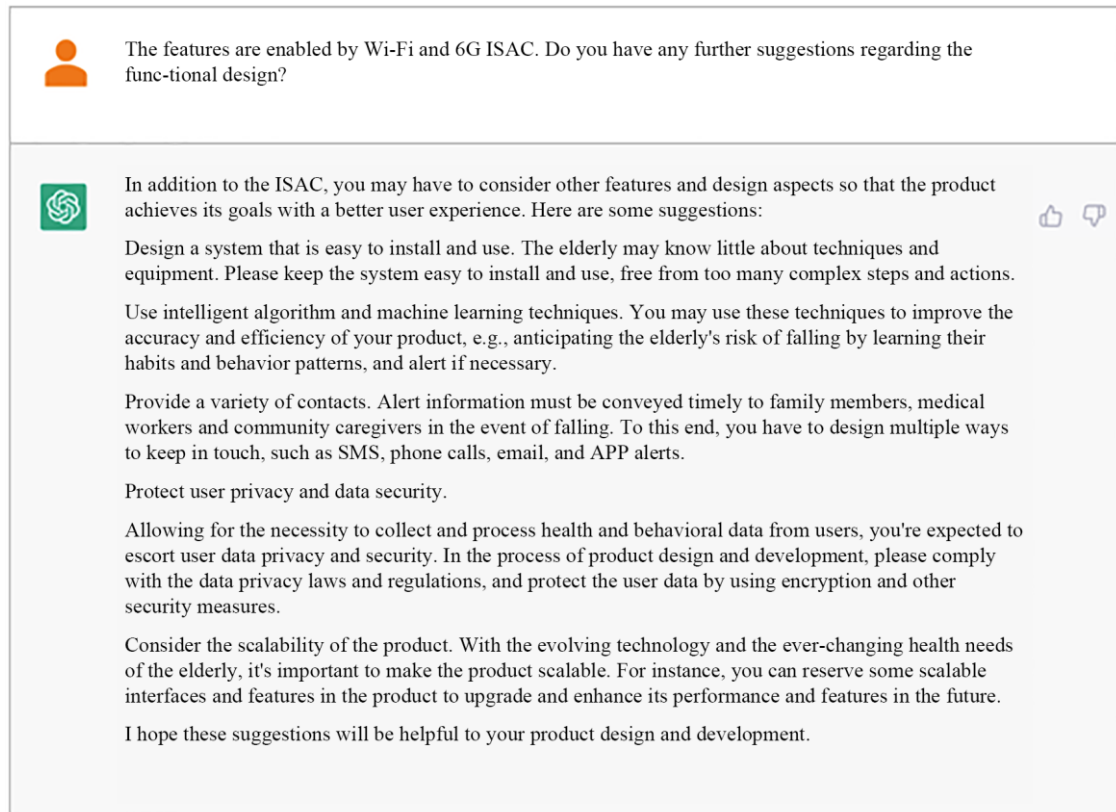 The features are enabled by Wi-Fi and 6G ISAC. Do you have any further suggestions regarding the
func-tional design?
In addition to the ISAC, you may have to consider other features and design aspects so that the product
achieves its goals with a better user experience. Here are some suggestions:
Design a system that is easy to install and use. The elderly may know little about techniques and
equipment. Please keep the system easy to install and use, free from too many complex steps and actions.
Use intelligent algorithm and machine learning techniques. You may use these techniques to improve the
accuracy and efficiency of your product, e.g., anticipating the elderly's risk of falling by learning their
habits and behavior patterns, and alert if necessary.
Provide a variety of contacts. Alert information must be conveyed timely to family members, medical
workers and community caregivers in the event of falling. To this end, you have to design multiple ways
to keep in touch, such as SMS, phone calls, email, and APP alerts.
Protect user privacy and data security.
Allowing for the necessity to collect and process health and behavioral data from users, you're expected to
escort user data privacy and security. In the process of product design and development, please comply
with the data privacy laws and regulations, and protect the user data by using encryption and other
security measures.
Consider the scalability of the product. With the evolving technology and the ever-changing health needs
of the elderly, it's important to make the product scalable. For instance, you can reserve some scalable
interfaces and features in the product to upgrade and enhance its performance and features in the future.
I hope these suggestions will be helpful to your product design and development.